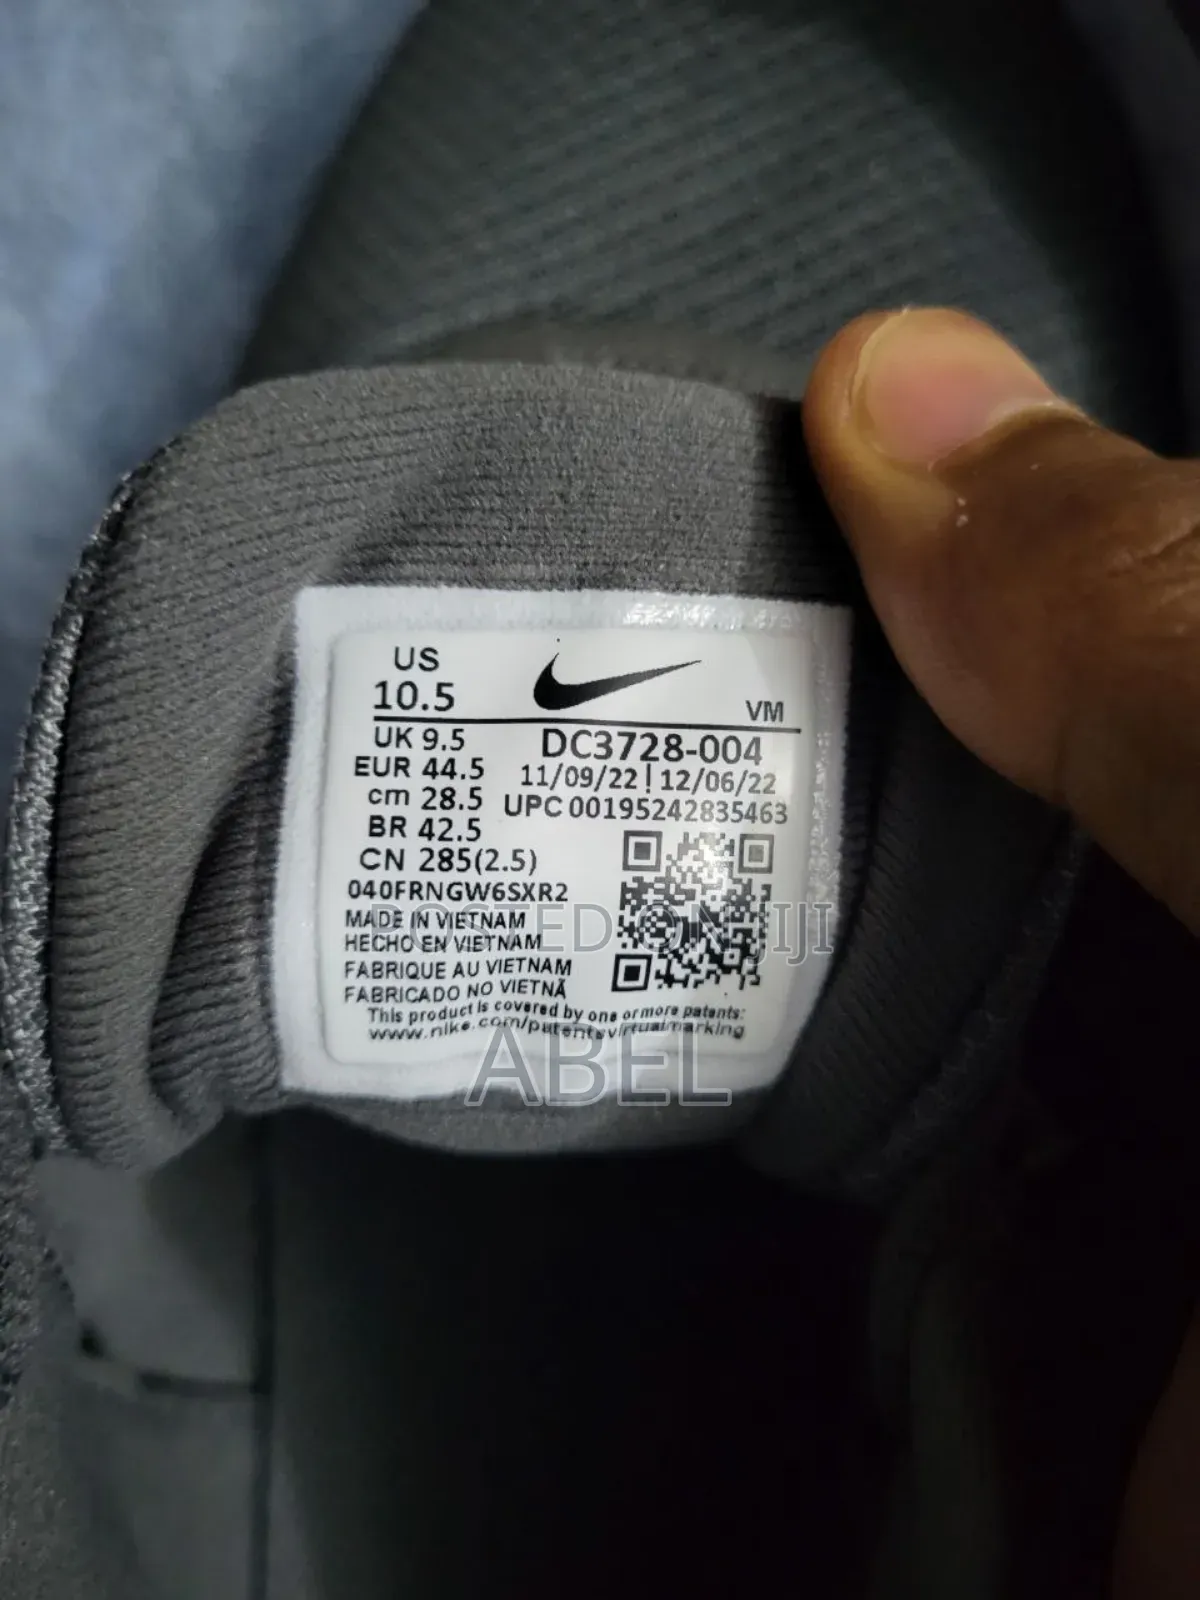 US
10.5
VM
UK 9.5
DC3728-004
EUR 44.5
11/09/22 | 12/06/22
cm 28.5
UPC 00195242835463
BR 42.5
CN 285(2.5)
040FRNGW6SXR2
MADE IN VIETNAM
HECHO EN VIETNAM
FABRIQUE AU VIETNAM
FABRICADO NO VIETNÃ
This product is covered by one or more patents:
www.nike.com/patentsvirtualmarking
POSTED ON JIJI
ABEL